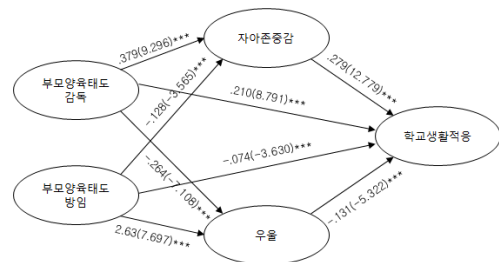 .379(9.296)***
자아존중감
.279(12.779)***
부모양육태도
감독
-.128(-3.565)***
.210(8.791)***
학교생활적응
-.074(-3.630)***
-.264(-7.108)***
부모양육태도
방임
2.63(7.697)***
우울
-.131(-5.322)***